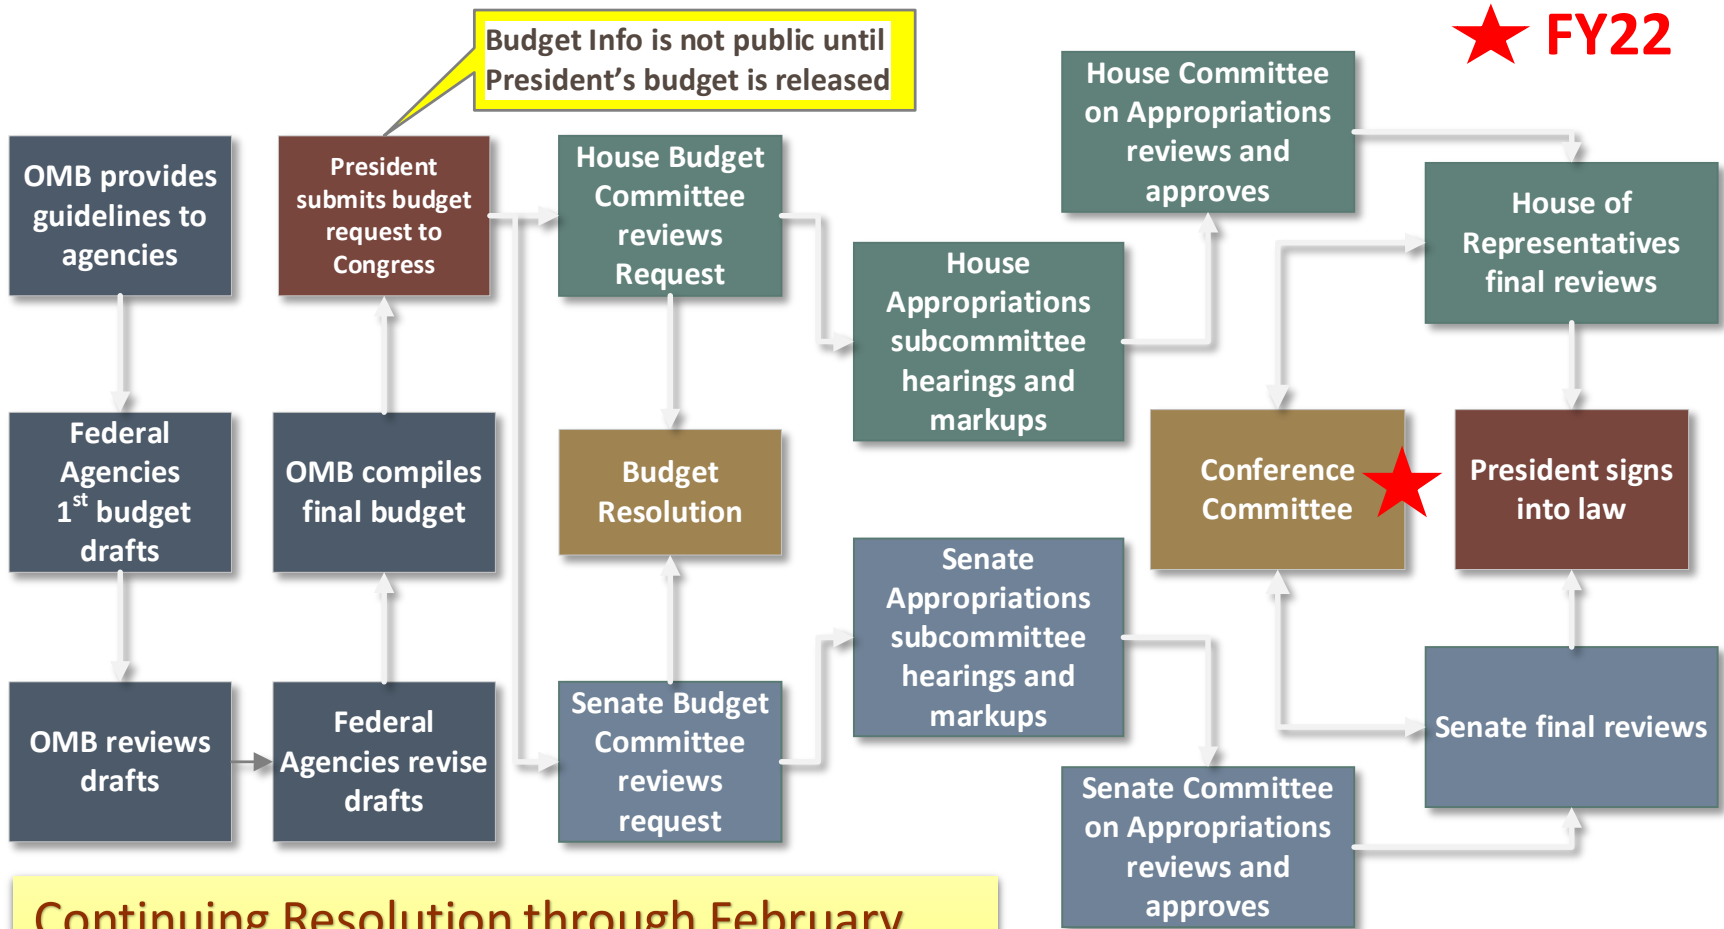 Budget Info is not public until
President's budget is released
FY22
OMB provides
guidelines to
agencies
Federal
Agencies
1st budget
drafts
OMB reviews
drafts
Federal
Agencies revise
drafts
OMB compiles
final budget
President
submits budget
request to
Congress
House Budget
Committee
reviews
Request
Budget
Resolution
Senate Budget
Committee
reviews
request
House
Appropriations
subcommittee
hearings and
markups
Senate
Appropriations
subcommittee
hearings and
markups
House Committee
on Appropriations
reviews and
approves
Senate Committee
on Appropriations
reviews and
approves
Conference
Committee
House of
Representatives
final reviews
President signs
into law
Senate final reviews
Continuing Resolution through February